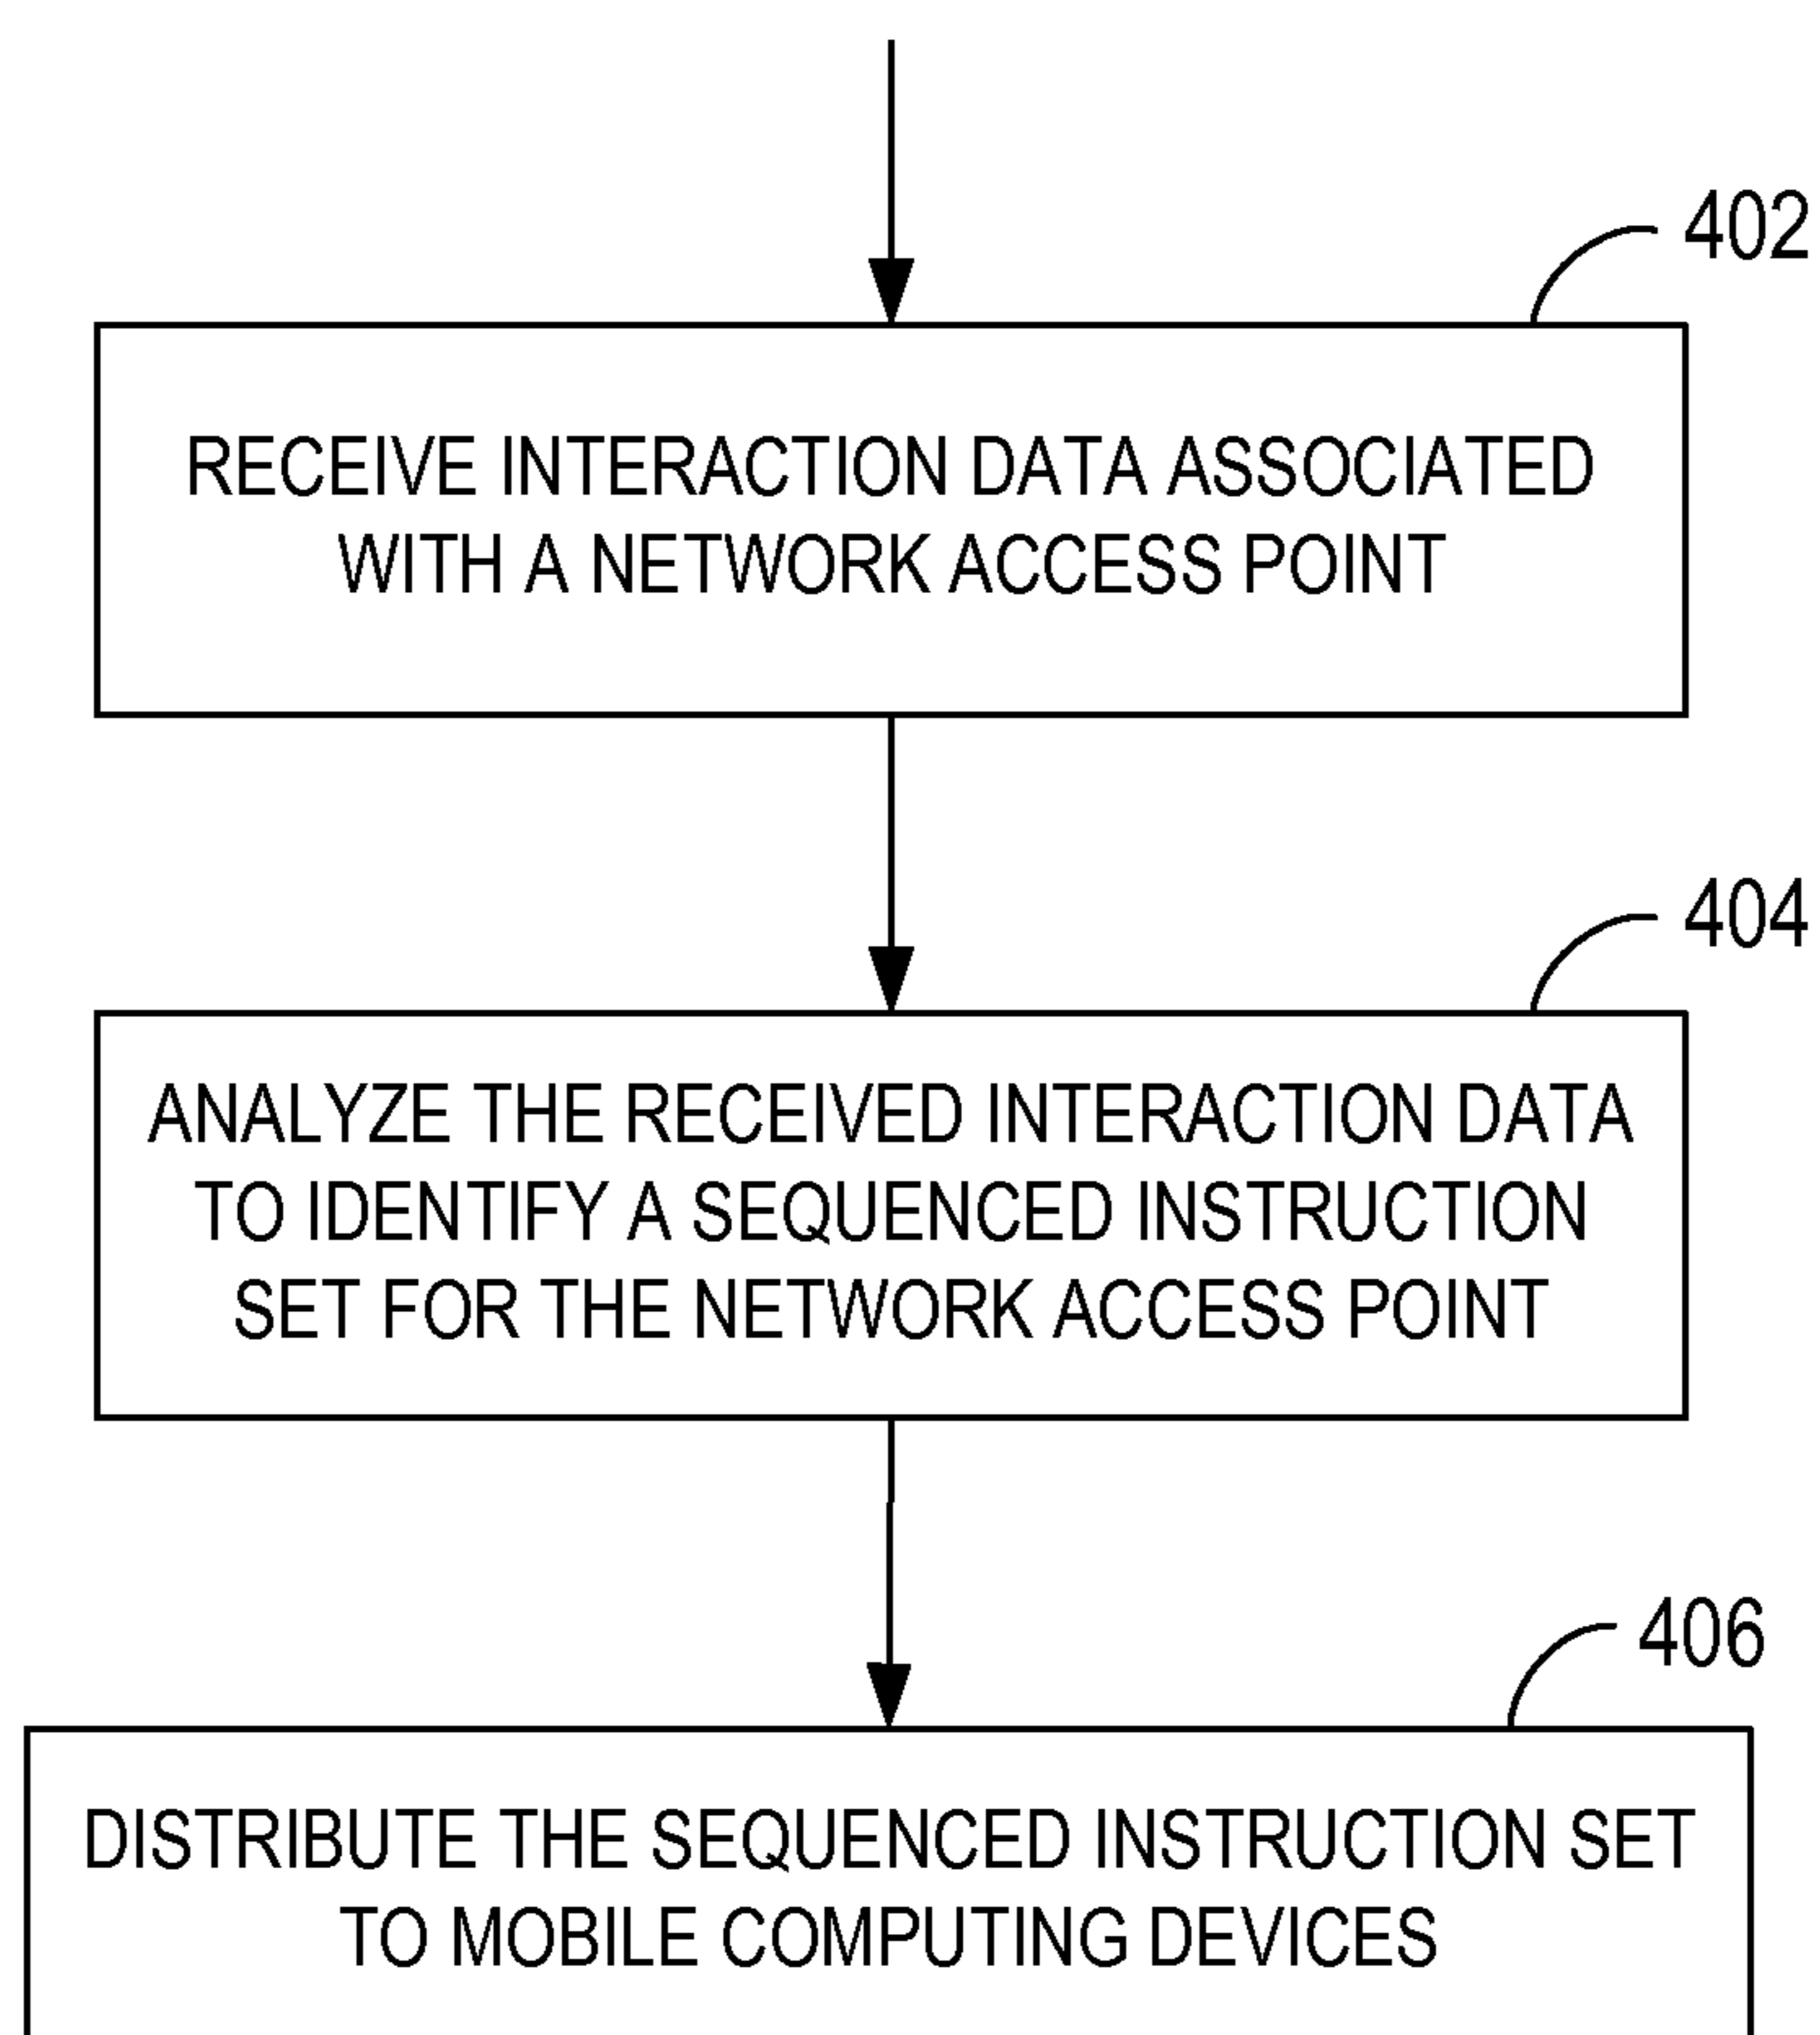 402
RECEIVE INTERACTION DATA ASSOCIATED
WITH A NETWORK ACCESS POINT
404
ANALYZE THE RECEIVED INTERACTION DATA
TO IDENTIFY A SEQUENCED INSTRUCTION
SET FOR THE NETWORK ACCESS POINT
406
DISTRIBUTE THE SEQUENCED INSTRUCTION SET
TO MOBILE COMPUTING DEVICES